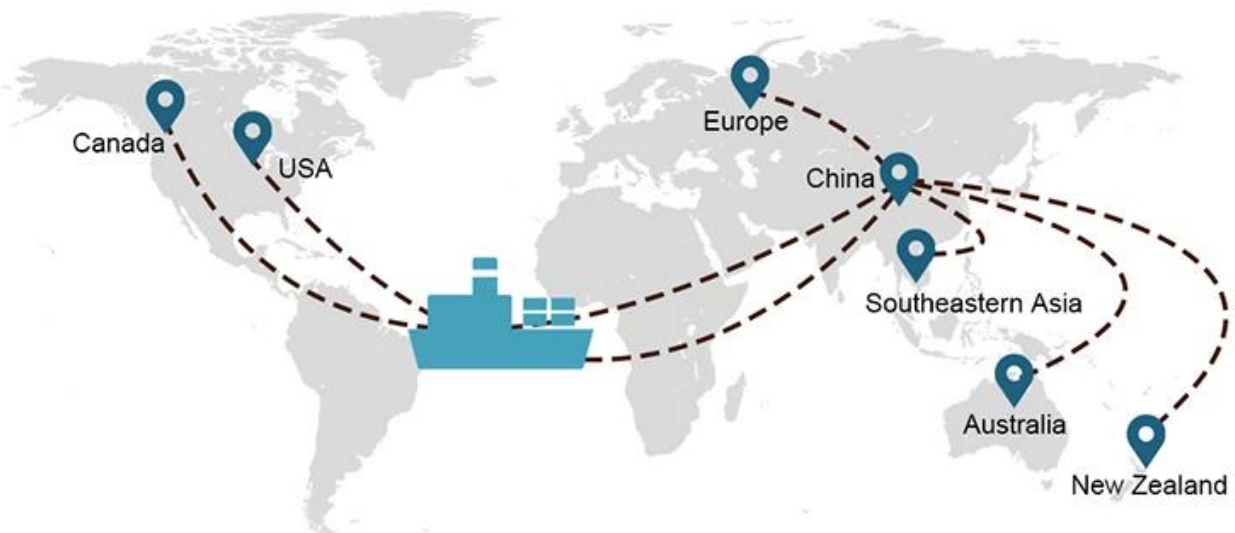 Canada
USA
Europe
China
Southeastern Asia
Australia
New Zealand